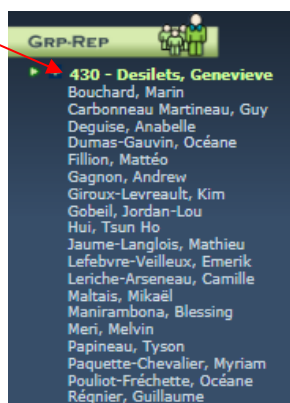 GRP-REP
430 - Desilets, Genevieve
Bouchard, Marin
Carbonneau Martineau, Guy
Deguise, Anabelle
Dumas-Gauvin, Océane
Fillion, Mattéo
Gagnon, Andrew
Giroux-Levreault, Kim
Gobeil, Jordan-Lou
Hui, Tsun Ho
Jaume-Langlois, Mathieu
Lefebvre-Veilleux, Emerik
Leriche-Arseneau, Camille
Maltais, Mikaël
Manirambona, Blessing
Meri, Melvin
Papineau, Tyson
Paquette-Chevalier, Myriam
Pouliot-Fréchette, Océane
Régnier, Guillaume